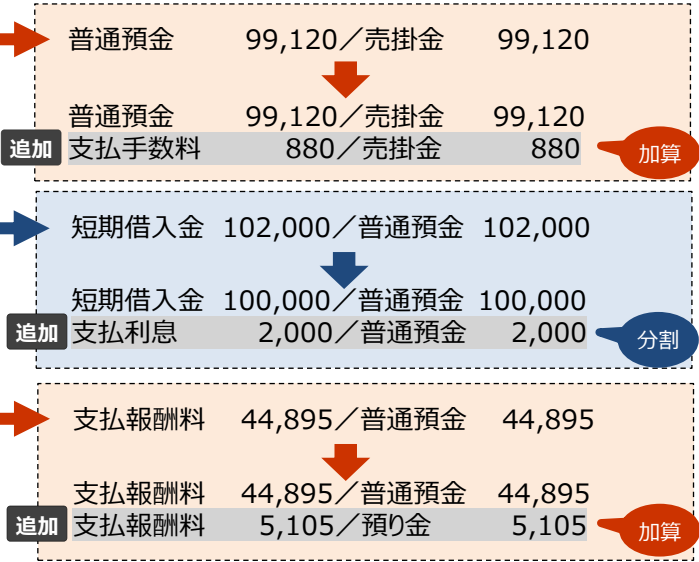 普通預金 99,120／売掛金 99,120
普通預金 99,120／売掛金 99,120
追加 支払手数料 880／売掛金 880 加算
短期借入金 102,000／普通預金 102,000
短期借入金 100,000／普通預金 100,000
追加 支払利息 2,000／普通預金 2,000 分割
支払報酬料 44,895／普通預金 44,895
支払報酬料 44,895／普通預金 44,895
追加 支払報酬料 5,105／預り金 5,105 加算